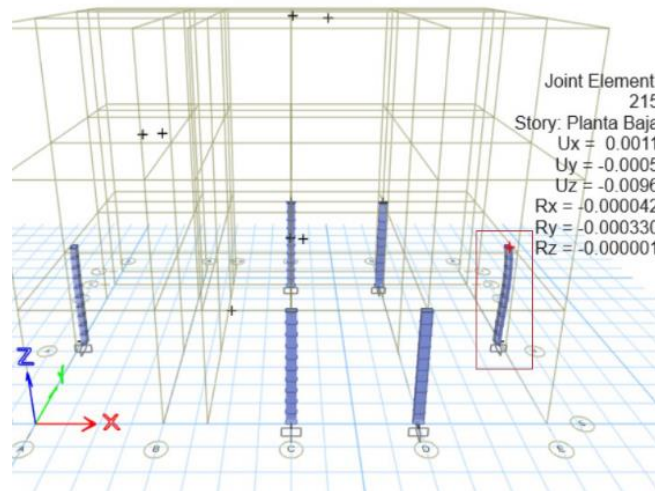 Joint Element
215
Story: Planta Baja
Ux = 0.0011
Uy = -0.0005
Uz = -0.0096
Rx = -0.000042
Ry = -0.000330
Rz = -0.000001
Z
Y
X
A
B
C
D
E